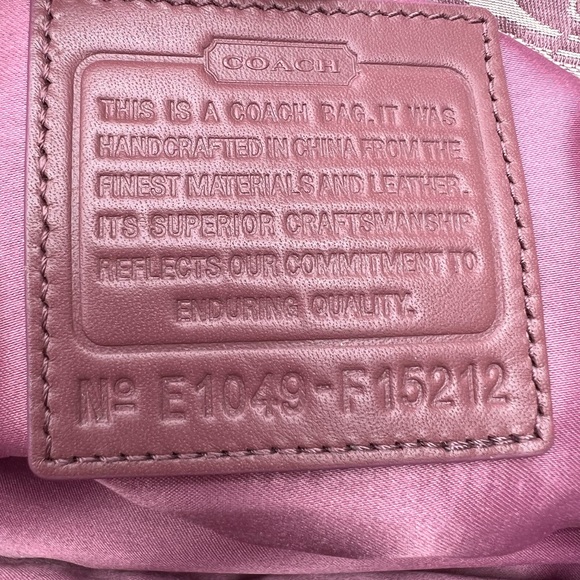 COACH
THIS IS A COACH BAG. IT WAS
HANDCRAFTED IN CHINA FROM THE
FINEST MATERIALS AND LEATHER.
ITS SUPERIOR CRAFTSMANSHIP
REFLECTS OUR COMMITMENT TO
ENDURING QUALITY.
Nº E1049-F15212